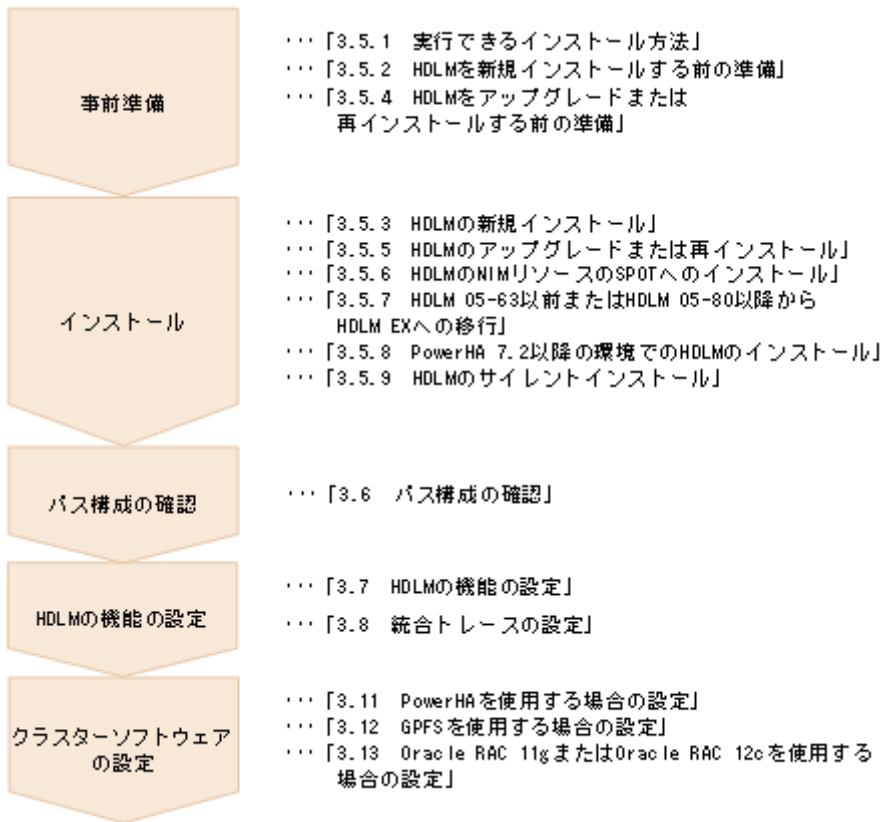 事前準備
･･･「3.5.1 実行できるインストール方法」
･･･「3.5.2 HDLMを新規インストールする前の準備」
･･･「3.5.4 HDLMをアップグレードまたは
再インストールする前の準備」
インストール
･･･「3.5.3 HDLMの新規インストール」
･･･「3.5.5 HDLMのアップグレードまたは再インストール」
･･･「3.5.6 HDLMのNIMリソースのSPOTへのインストール」
･･･「3.5.7 HDLM 05-63以前またはHDLM 05-80以降から
HDLM EXへの移行」
･･･「3.5.8 PowerHA 7.2以降の環境でのHDLMのインストール」
･･･「3.5.9 HDLMのサイレントインストール」
パス構成の確認
･･･「3.6 パス構成の確認」
HDLMの機能の設定
･･･「3.7 HDLMの機能の設定」
･･･「3.8 統合トレースの設定」
クラスターソフトウェア
の設定
･･･「3.11 PowerHAを使用する場合の設定」
･･･「3.12 GPFSを使用する場合の設定」
･･･「3.13 Oracle RAC 11gまたはOracle RAC 12cを使用する
場合の設定」